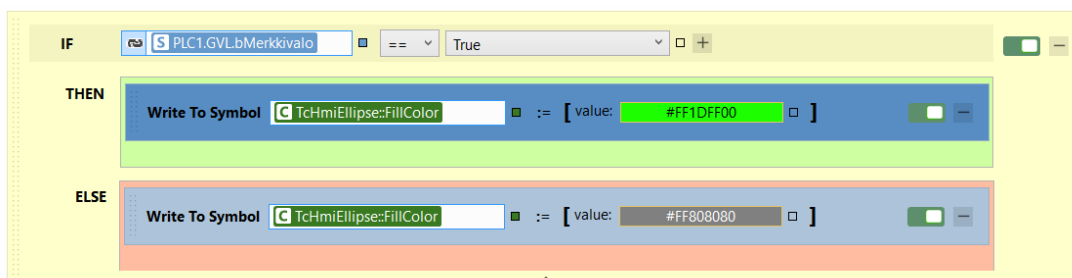 IF S PLC1.GVL.bMerkkivalo == True +
THEN
Write To Symbol C TcHmiEllipse::FillColor := [ value: #FF1DFF00 ]
ELSE
Write To Symbol C TcHmiEllipse::FillColor := [ value: #FF808080 ]